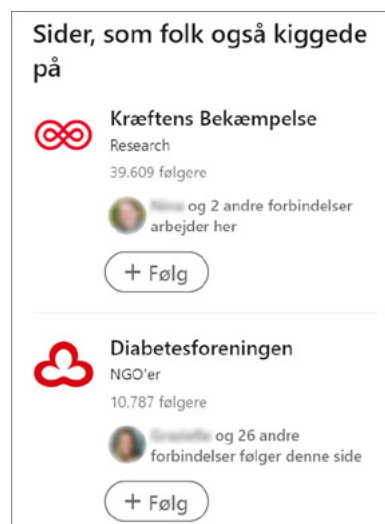 Sider, som folk også kiggede
på
Kræftens Bekæmpelse
Research
39.609 følgere
og 2 andre forbindelser
arbejder her
+ Følg
Diabetesforeningen
NGO'er
10.787 følgere
og 26 andre
forbindelser følger denne side
+ Følg